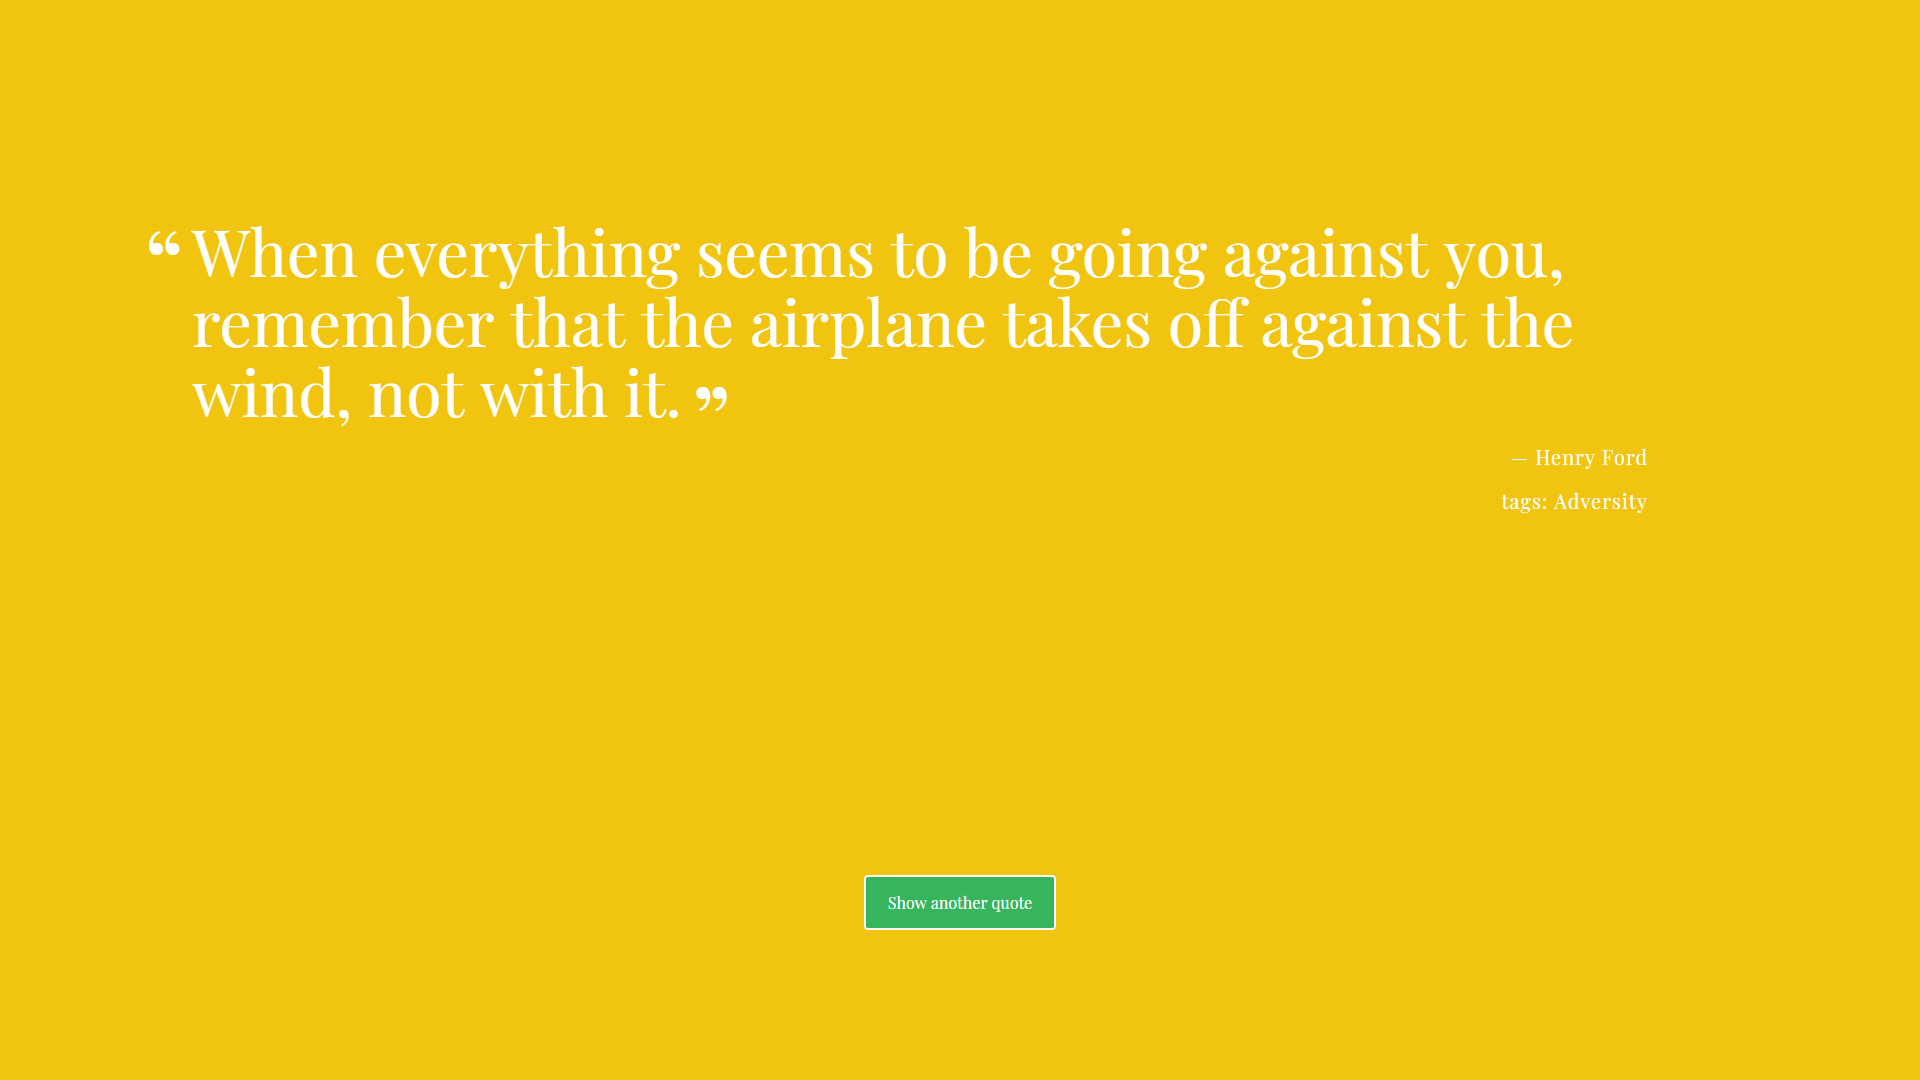 “When everything seems to be going against you,
remember that the airplane takes off against the
wind, not with it. ”
— Henry Ford
tags: Adversity
Show another quote